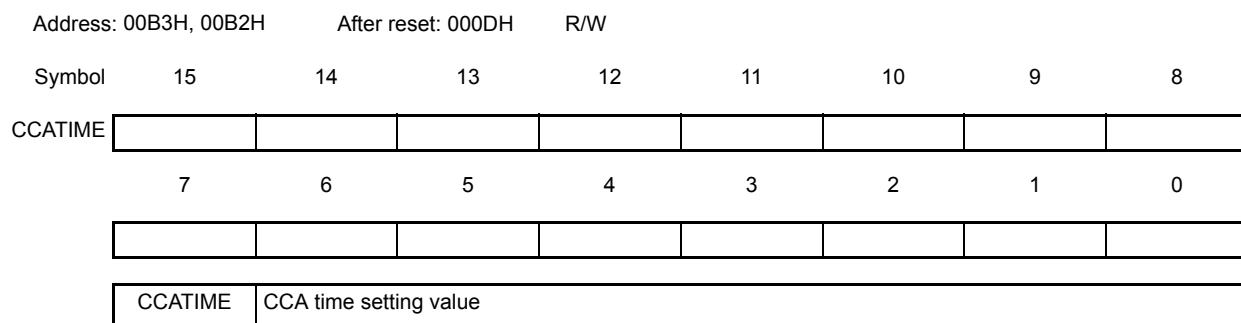 Address: 00B3H, 00B2H After reset: 000DH R/W
Symbol 15 14 13 12 11 10 9 8
CCATIME
7 6 5 4 3 2 1 0
CCATIME CCA time setting value